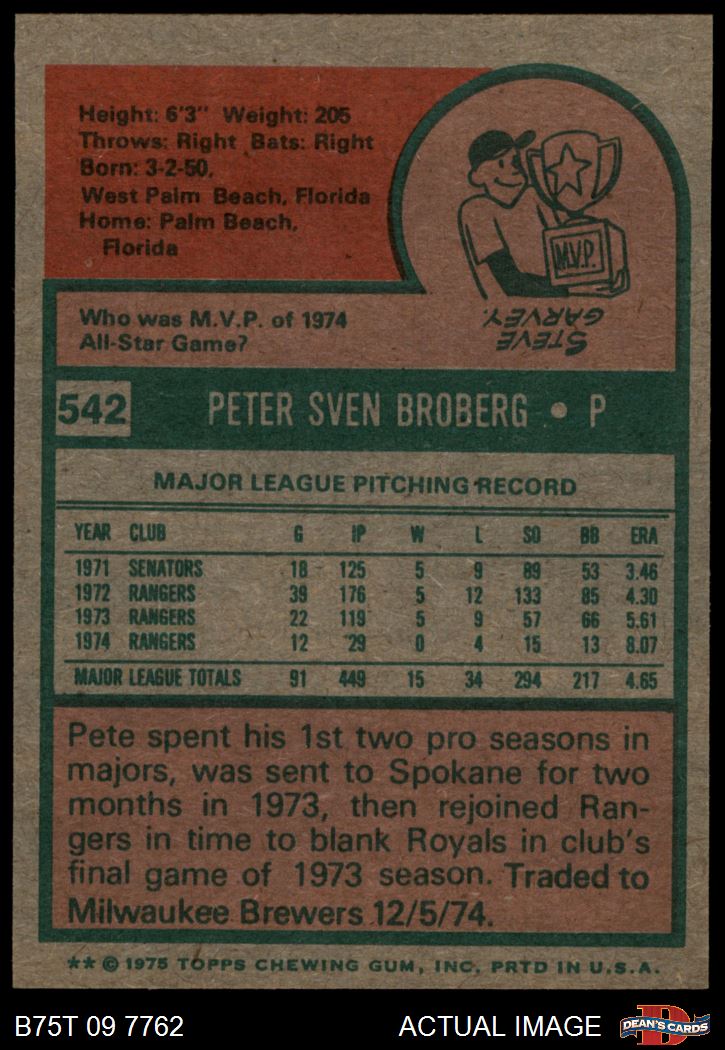 Height: 6'3" Weight: 205
Throws: Right Bats: Right
Born: 3-2-50,
West Palm Beach, Florida
Home: Palm Beach,
Florida
M.V.P.
STEVE
GARVEY.
Who was M.V.P. of 1974
All-Star Game?
542 PETER SVEN BROBERG • P
MAJOR LEAGUE PITCHING RECORD
YEAR CLUB G IP W L SO BB ERA
1971 SENATORS 18 125 5 9 89 53 3.46
1972 RANGERS 39 176 5 12 133 85 4.30
1973 RANGERS 22 119 5 9 57 66 5.61
1974 RANGERS 12 29 0 4 15 13 8.07
MAJOR LEAGUE TOTALS 91 449 15 34 294 217 4.65
Pete spent his 1st two pro seasons in
majors, was sent to Spokane for two
months in 1973, then rejoined Ran-
gers in time to blank Royals in club's
final game of 1973 season. Traded to
Milwaukee Brewers 12/5/74.
** © 1975 TOPPS CHEWING GUM, INC. PRTD IN U.S.A.
B75T 09 7762 ACTUAL IMAGE DEAN'S CARDS